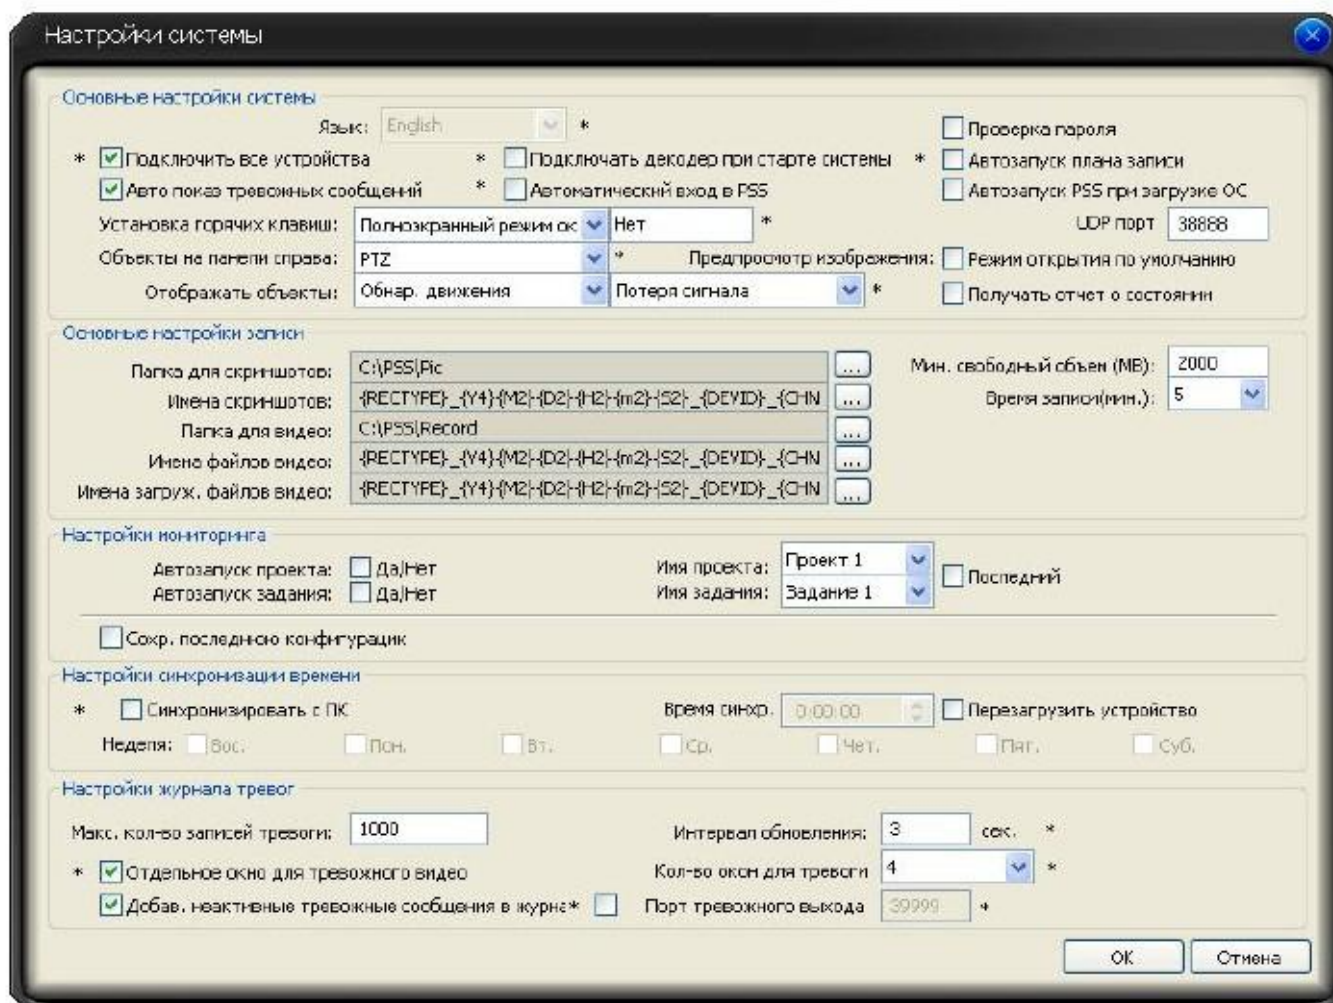 Настройки системы
Основные настройки системы
Язык: English *
Проверка пароля
* Подключить все устройства * Подключать декодер при старте системы * Автозапуск плана записи
Авто показ тревожных сообщений * Автоматический вход в PSS Автозапуск PSS при загрузке ОС
Установка горячих клавиш: Полноэкранный режим ок Нет * UDP порт 38888
Объекты на панели справа: PTZ * Предпросмотр изображения: Режим открытия по умолчанию
Отображать объекты: Обнар. движения Потеря сигнала * Получать отчет о состоянии
Основные настройки записи
Папка для скриншотов: C:\PSS\Pic ... Мин. свободный объем (MB): 2000
Имена скриншотов: {RECTYPE}_{Y4}-{M2}-{D2}-{H2}-{m2}-{S2}_{DEVID}_{CHN ... Время записи(мин.): 5
Папка для видео: C:\PSS\Record ...
Имена файлов видео: {RECTYPE}_{Y4}-{M2}-{D2}-{H2}-{m2}-{S2}_{DEVID}_{CHN ...
Имена загруж. файлов видео: {RECTYPE}_{Y4}-{M2}-{D2}-{H2}-{m2}-{S2}_{DEVID}_{CHN ...
Настройки мониторинга
Автозапуск проекта: Да/Нет Имя проекта: Проект 1 Последний
Автозапуск задания: Да/Нет Имя задания: Задание 1
Сохр. последнюю конфигурацик
Настройки синхронизации времени
* Синхронизировать с ПК Время синхр. 0:00:00 Перезагрузить устройство
Неделя: Вос. Пон. Вт. Ср. Чет. Пят. Суб.
Настройки журнала тревог
Макс. кол-во записей тревоги: 1000 Интервал обновления: 3 сек. *
* Отдельное окно для тревожного видео Кол-во окон для тревоги 4 *
Добав. неактивные тревожные сообщения в журна* Порт тревожного выхода 39999 *
OK Отмена